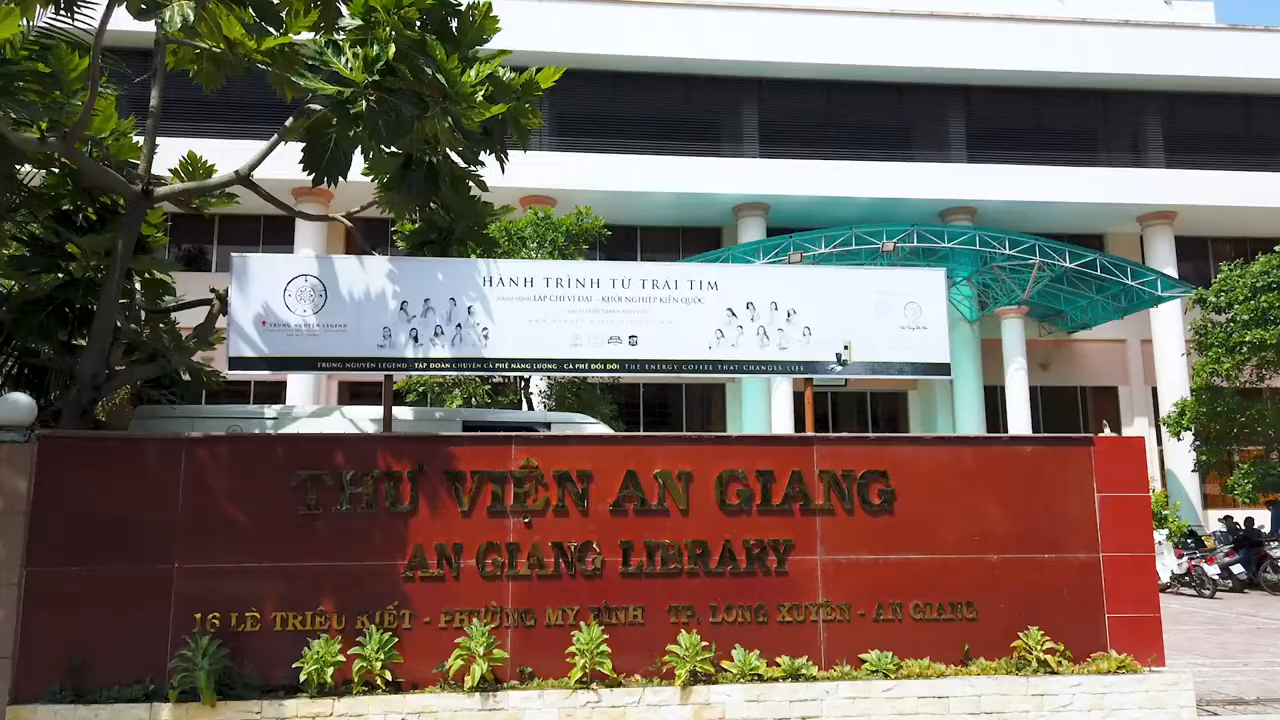 HÀNH TRÌNH TỪ TRÁI TIM
HÀNH TRÌNH LẬP CHÍ VĨ ĐẠI - KHỞI NGHIỆP KIẾN QUỐC
TRUNG NGUYÊN LEGEND
TRUNG NGUYÊN LEGEND - TẬP ĐOÀN CHUYÊN CÀ PHÊ NĂNG LƯỢNG - CÀ PHÊ ĐỔI ĐỜI THE ENERGY COFFEE THAT CHANGES LIFE
THƯ VIỆN AN GIANG
AN GIANG LIBRARY
16 LÊ TRIỆU KIẾT - PHƯỜNG MỸ BÌNH TP. LONG XUYÊN - AN GIANG